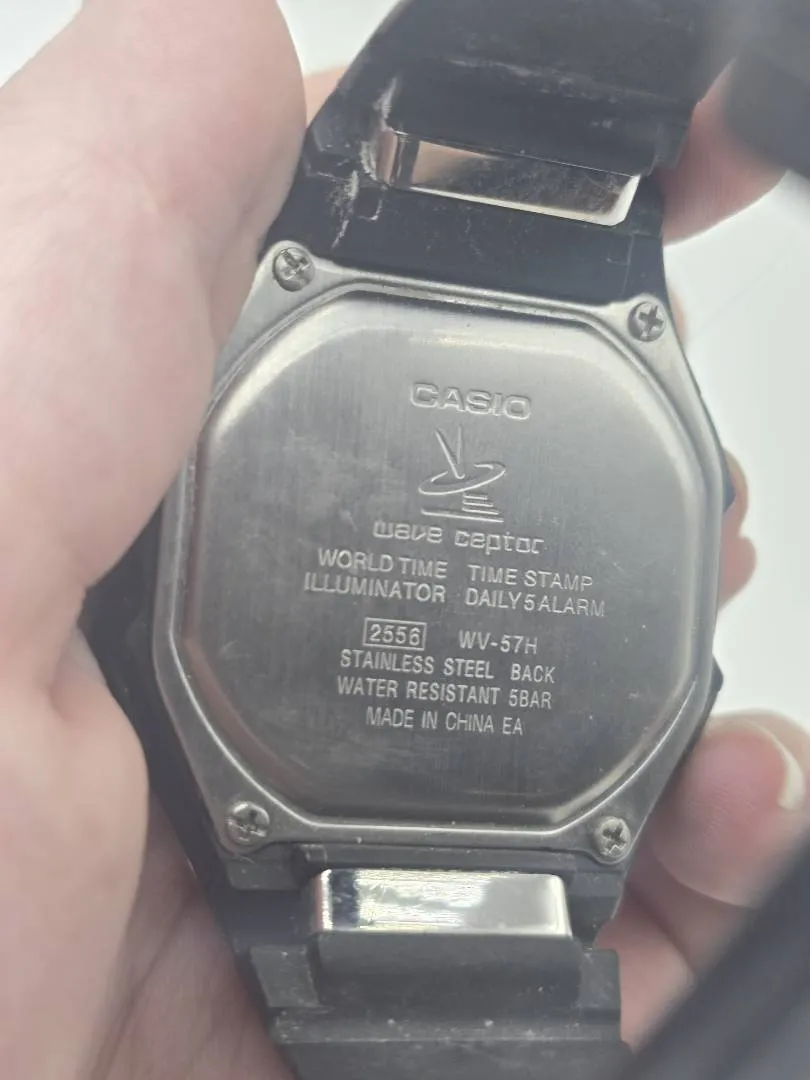 CASIO
wave ceptor
WORLD TIME TIME STAMP
ILLUMINATOR DAILY 5 ALARM
2556 WV-57H
STAINLESS STEEL BACK
WATER RESISTANT 5BAR
MADE IN CHINA EA